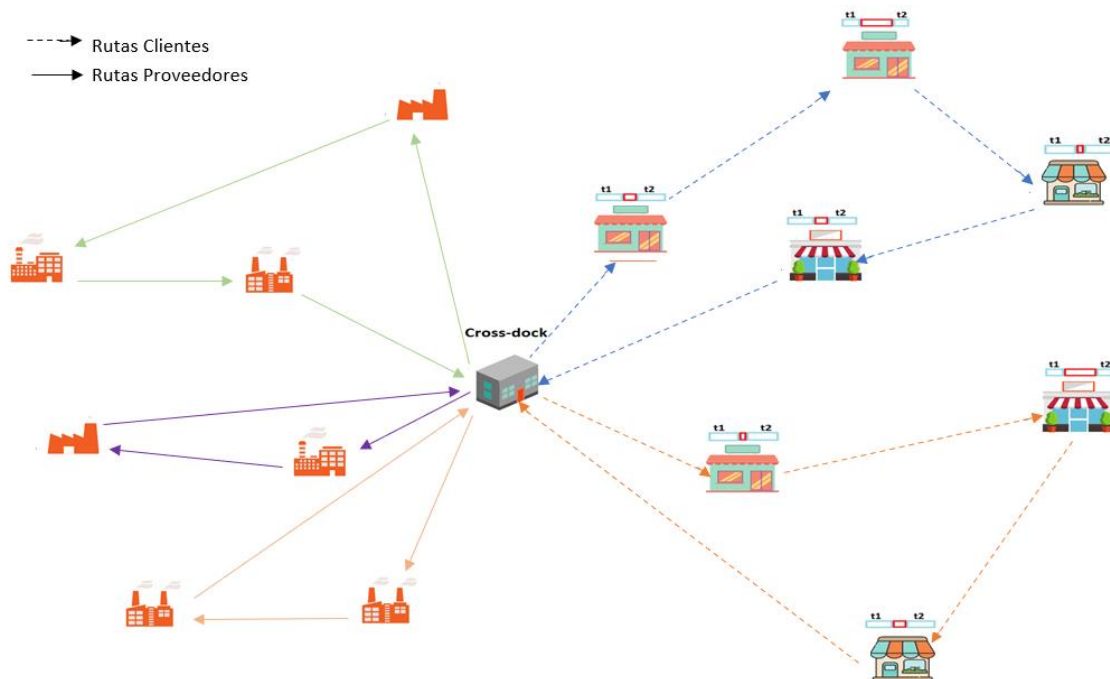 t1 t2
Rutas Clientes
Rutas Proveedores
t1 t2
t1 t2
t1 t2
Cross-dock
t1 t2
t1 t2
t1 t2